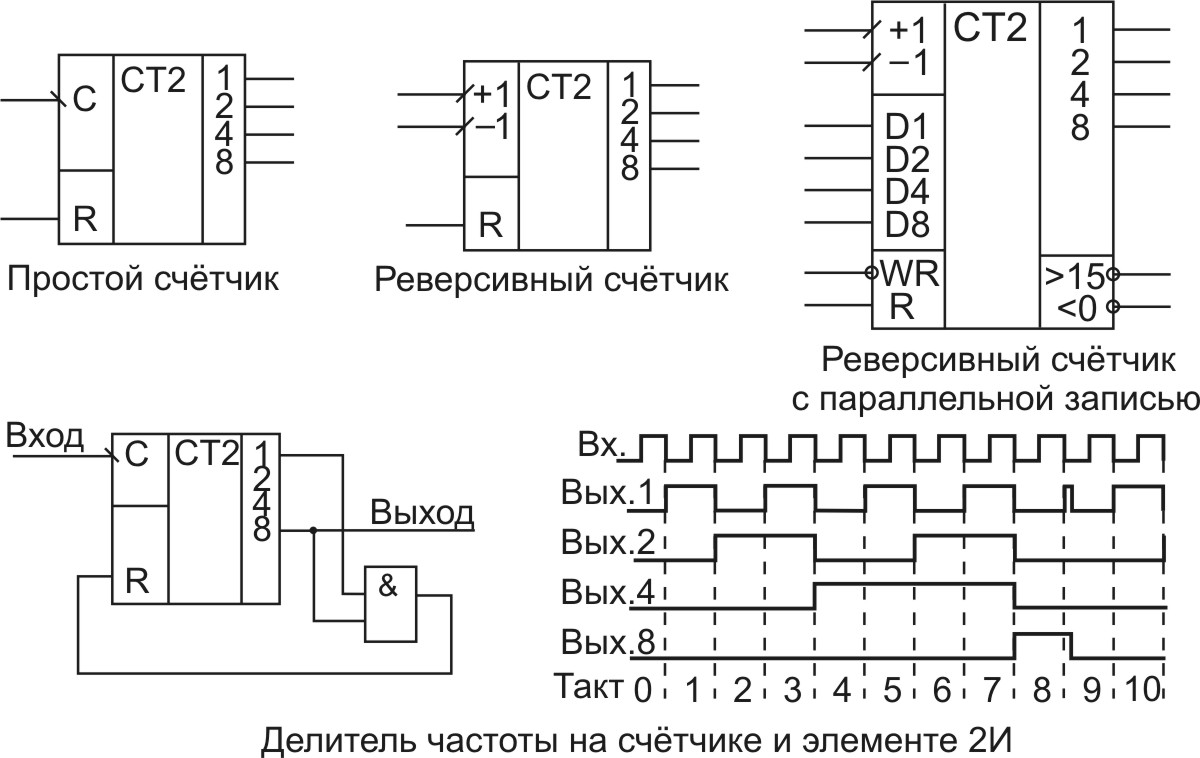 C
R
CT2
1
2
4
8
Простой счётчик
+1
−1
R
CT2
1
2
4
8
Реверсивный счётчик
+1
−1
D1
D2
D4
D8
WR
R
CT2
1
2
4
8
>15
<0
Реверсивный счётчик
с параллельной записью
Вход
C
R
CT2
1
2
4
8
Выход
&
Вх.
Вых.1
Вых.2
Вых.4
Вых.8
Такт 0 1 2 3 4 5 6 7 8 9 10
Делитель частоты на счётчике и элементе 2И